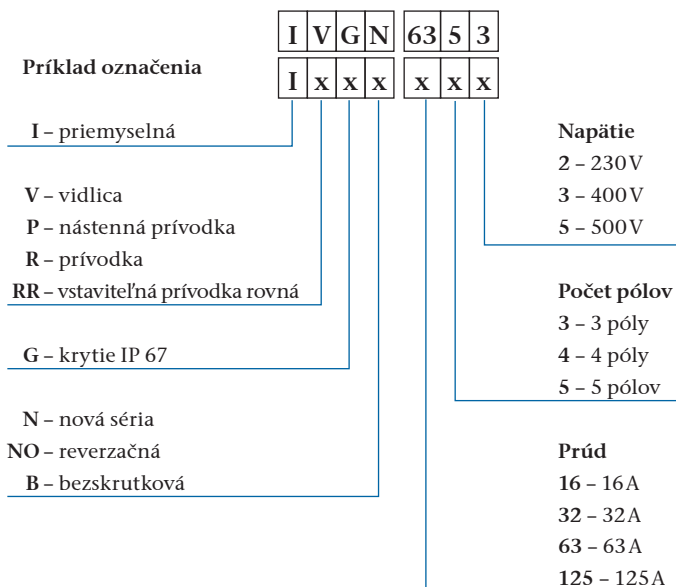 I V G N 63 5 3
Príklad označenia
I x x x x x x
I – priemyselná
V – vidlica
P – nástenná prívodka
R – prívodka
RR – vstaviteľná prívodka rovná
G – krytie IP 67
N – nová séria
NO – reverzačná
B – bezskrutková
Napätie
2 – 230 V
3 – 400 V
5 – 500 V
Počet pólov
3 – 3 póly
4 – 4 póly
5 – 5 pólov
Prúd
16 – 16 A
32 – 32 A
63 – 63 A
125 – 125 A